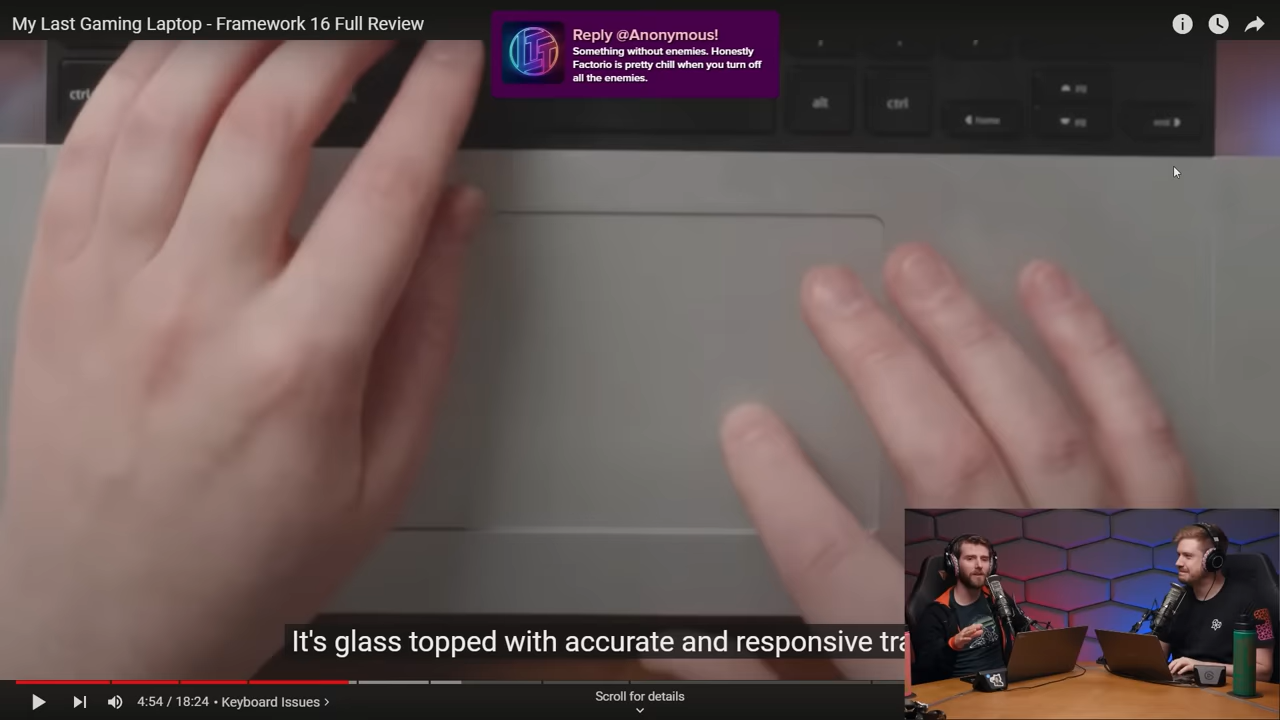 My Last Gaming Laptop - Framework 16 Full Review
Reply @Anonymous!
Something without enemies. Honestly
Factorio is pretty chill when you turn off
all the enemies.
ctrl
alt
ctrl
home
pg
pg
end
It's glass topped with accurate and responsive tra
4:54 / 18:24 • Keyboard Issues >
Scroll for details